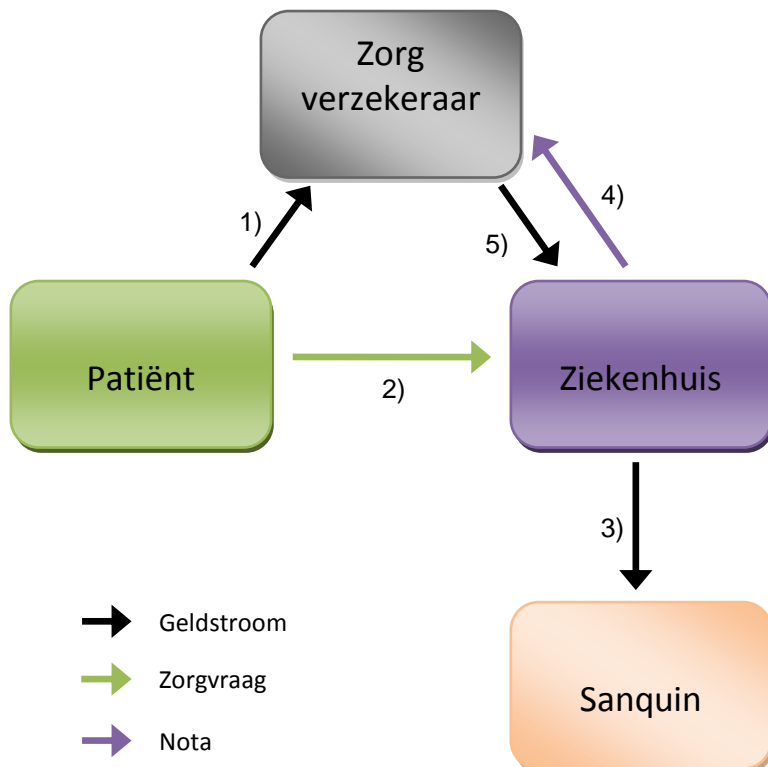 Zorg
verzekeraar
1)
4)
5)
Patiënt
Ziekenhuis
2)
3)
Geldstroom
Zorgvraag
Sanquin
Nota